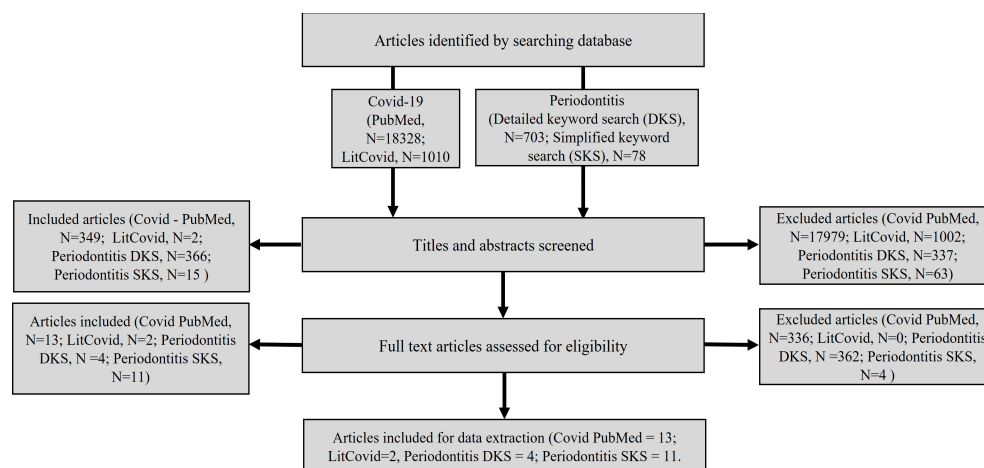 Articles identified by searching database
Covid-19
(PubMed,
N=18328;
LitCovid, N=1010
Periodontitis
(Detailed keyword search (DKS),
N=703; Simplified keyword
search (SKS), N=78
Included articles (Covid - PubMed,
N=349; LitCovid, N=2;
Periodontitis DKS, N=366;
Periodontitis SKS, N=15 )
Titles and abstracts screened
Excluded articles (Covid PubMed,
N=17979; LitCovid, N=1002;
Periodontitis DKS, N=337;
Periodontitis SKS, N=63)
Articles included (Covid PubMed,
N=13; LitCovid, N=2; Periodontitis
DKS, N =4; Periodontitis SKS,
N=11)
Full text articles assessed for eligibility
Excluded articles (Covid PubMed,
N=336; LitCovid, N=0; Periodontitis
DKS, N =362; Periodontitis SKS,
N=4 )
Articles included for data extraction (Covid PubMed = 13;
LitCovid=2, Periodontitis DKS = 4; Periodontitis SKS = 11.